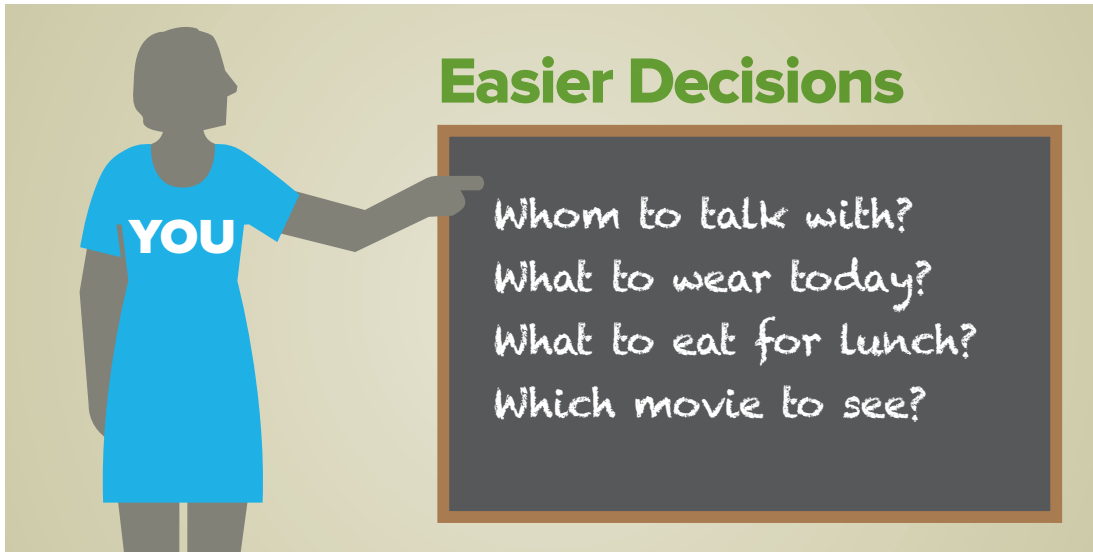 Easier Decisions
YOU
Whom to talk with?
What to wear today?
What to eat for lunch?
Which movie to see?